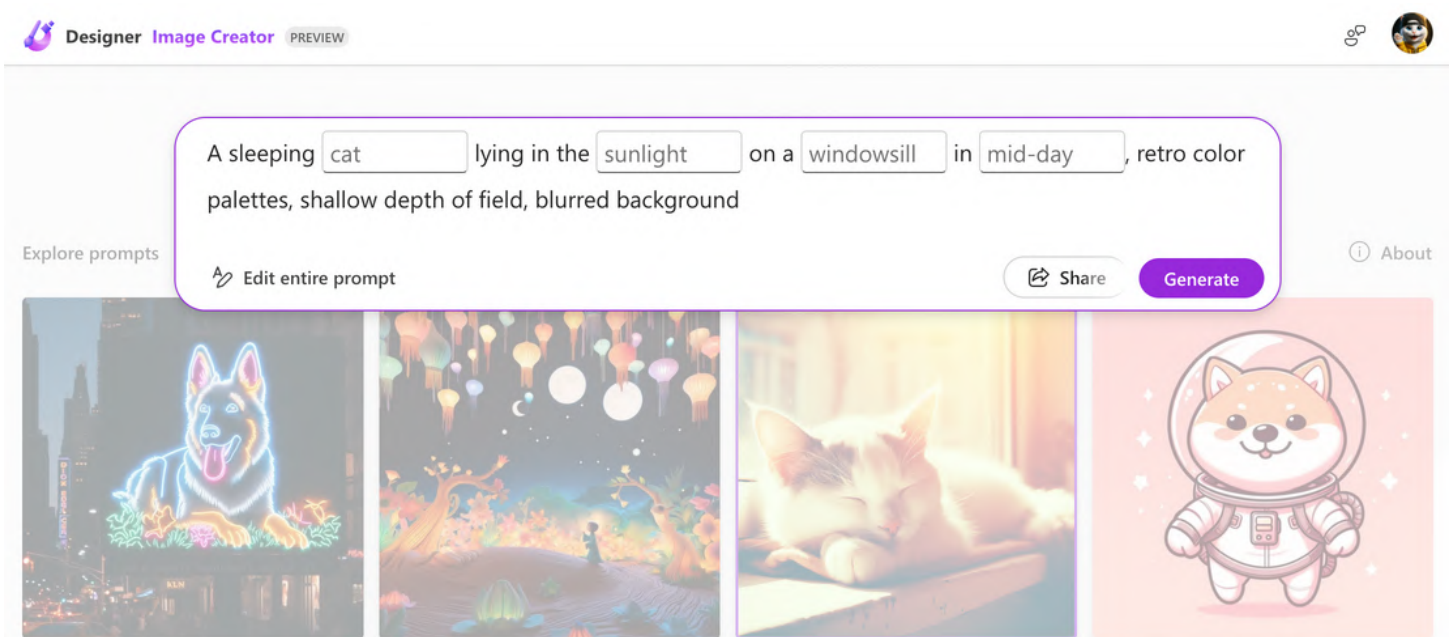 Designer Image Creator PREVIEW
A sleeping cat lying in the sunlight on a windowsill in mid-day, retro color
palettes, shallow depth of field, blurred background
Explore prompts
About
Edit entire prompt
Share
Generate